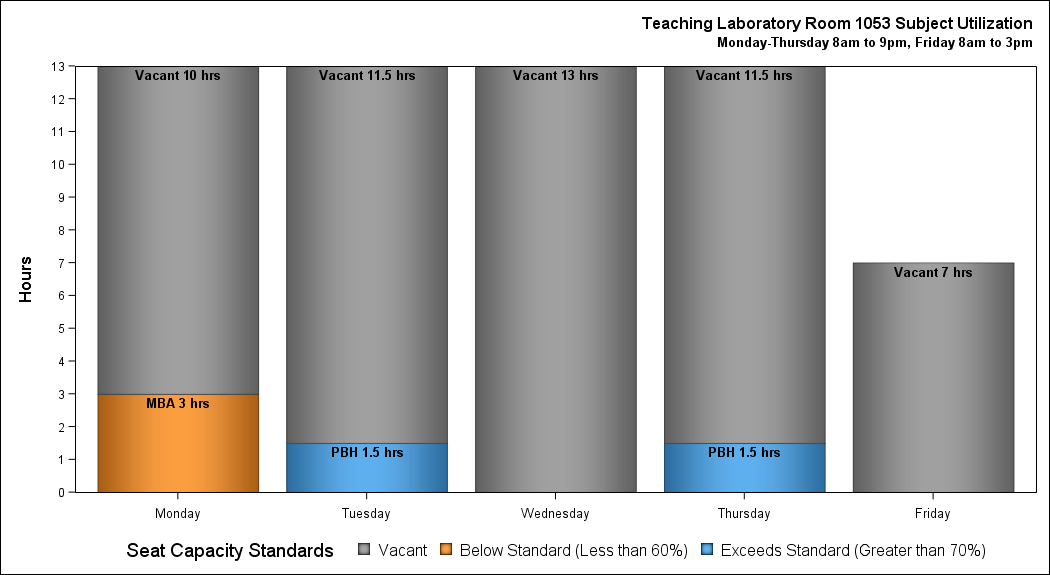 Teaching Laboratory Room 1053 Subject Utilization
Monday-Thursday 8am to 9pm, Friday 8am to 3pm
Hours
13
12
11
10
9
8
7
6
5
4
3
2
1
0
Vacant 10 hrs
MBA 3 hrs
Vacant 11.5 hrs
PBH 1.5 hrs
Vacant 13 hrs
Vacant 11.5 hrs
PBH 1.5 hrs
Vacant 7 hrs
Monday Tuesday Wednesday Thursday Friday
Seat Capacity Standards Vacant Below Standard (Less than 60%) Exceeds Standard (Greater than 70%)